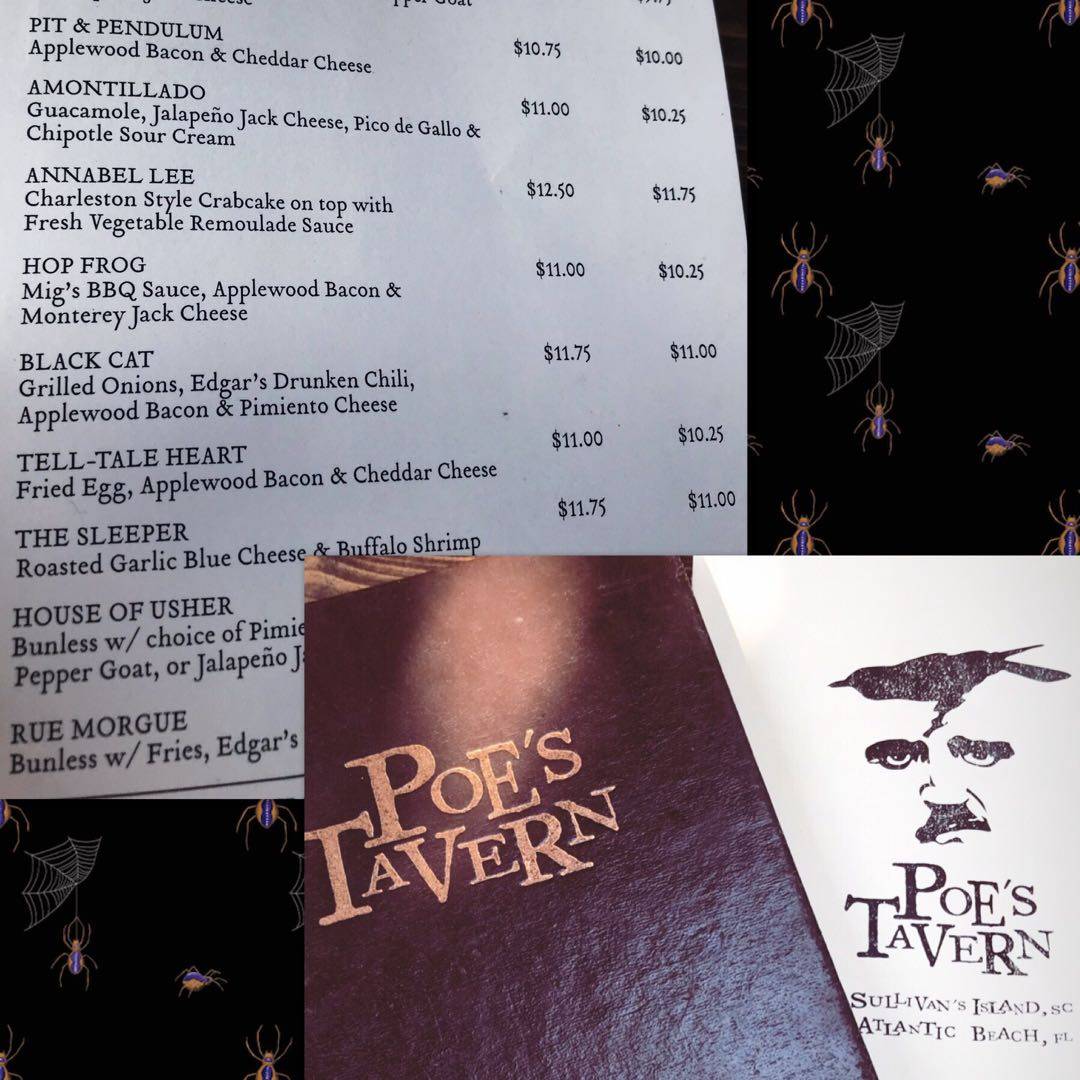 PIT & PENDULUM
Applewood Bacon & Cheddar Cheese $10.75 $10.00
AMONTILLADO
Guacamole, Jalapeño Jack Cheese, Pico de Gallo & $11.00 $10.25
Chipotle Sour Cream
ANNABEL LEE
Charleston Style Crabcake on top with $12.50 $11.75
Fresh Vegetable Remoulade Sauce
HOP FROG
Mig's BBQ Sauce, Applewood Bacon & $11.00 $10.25
Monterey Jack Cheese
BLACK CAT
Grilled Onions, Edgar's Drunken Chili, $11.75 $11.00
Applewood Bacon & Pimiento Cheese
TELL-TALE HEART
Fried Egg, Applewood Bacon & Cheddar Cheese $11.00 $10.25
THE SLEEPER
Roasted Garlic Blue Cheese & Buffalo Shrimp $11.75 $11.00
HOUSE OF USHER
Bunless w/ choice of
Pepper Goat, or Jalapeño
RUE MORGUE
Bunless w/ Fries, Edgar's
POE'S
TAVERN
POE'S
TAVERN
SULLIVAN'S ISLAND, SC
ATLANTIC BEACH, FL